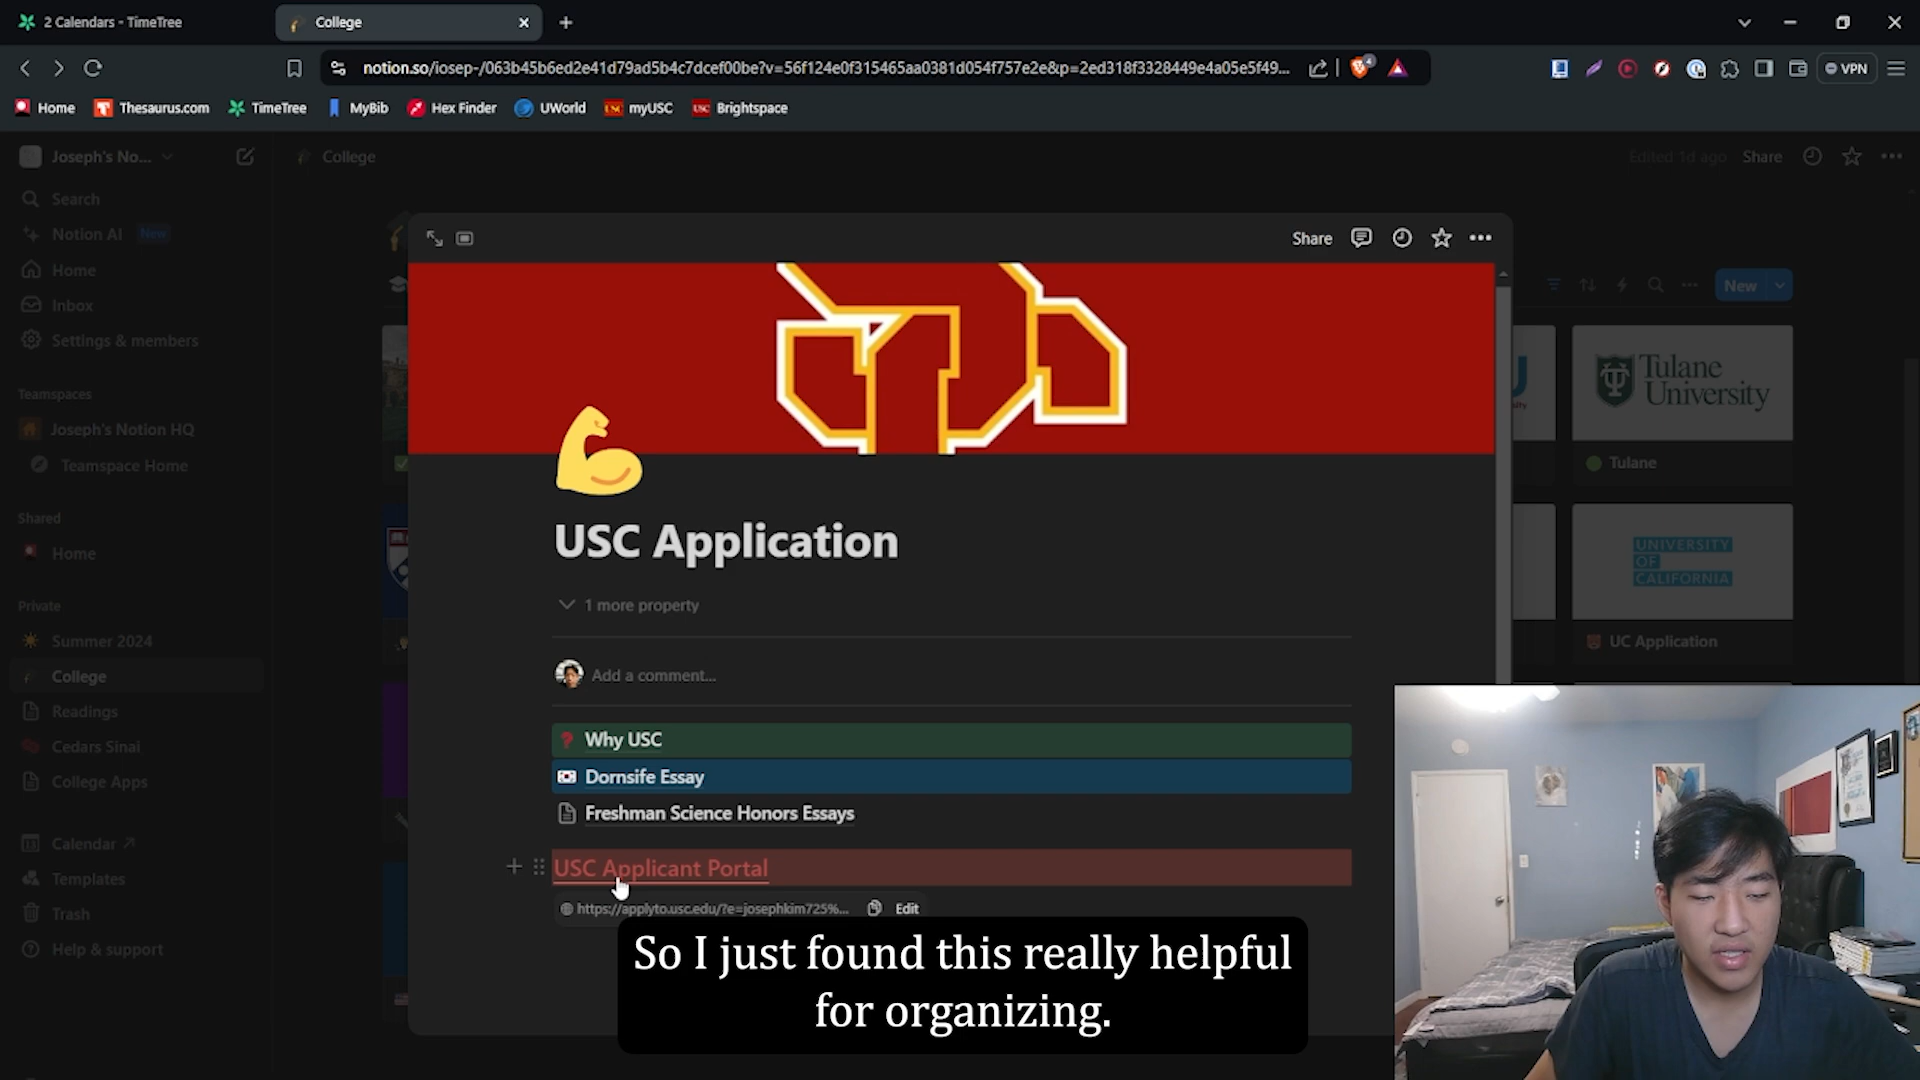 2 Calendars - TimeTree
College
notion.so/iosep-/063b45b6ed2e41d79ad5b4c7dcef00be?v=56f124e0f315465aa0381d054f757e2e&p=2ed318f3328449e4a05e5f49...
4
VPN
Home
Thesaurus.com
TimeTree
MyBib
Hex Finder
UWorld
myUSC
Brightspace
Joseph's No...
College
Edited 1d ago
Share
Search
Notion AI New
Home
Inbox
Settings & members
Teamspaces
Joseph's Notion HQ
Teamspace Home
Shared
Home
Private
Summer 2024
College
Readings
Cedars Sinai
College Apps
Calendar
Templates
Trash
Help & support
Share
New
Tulane
University
Tulane
UNIVERSITY
OF
CALIFORNIA
UC Application
USC Application
1 more property
Add a comment...
Why USC
Dornsife Essay
Freshman Science Honors Essays
USC Applicant Portal
https://applyto.usc.edu/?e=josephkim725%...
Edit
So I just found this really helpful
for organizing.